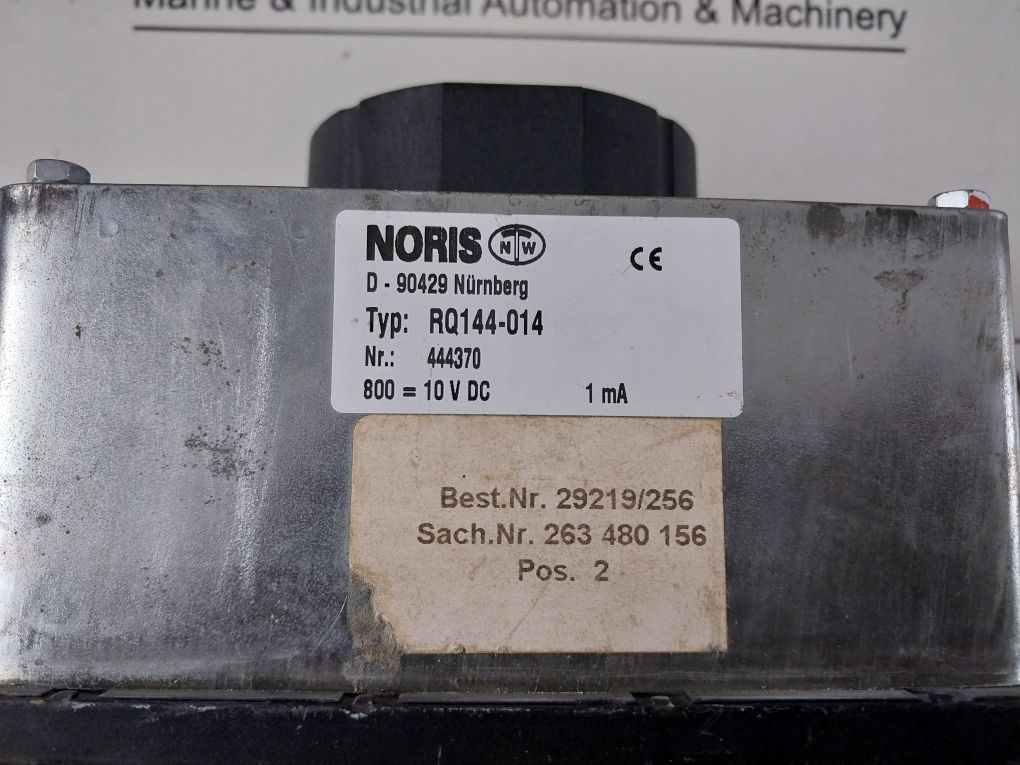 Marine & Industrial Automation & Machinery
NORIS NTW
D - 90429 Nürnberg
CE
Typ: RQ144-014
Nr.: 444370
800 = 10 V DC 1 mA
Best.Nr. 29219/256
Sach.Nr. 263 480 156
Pos. 2